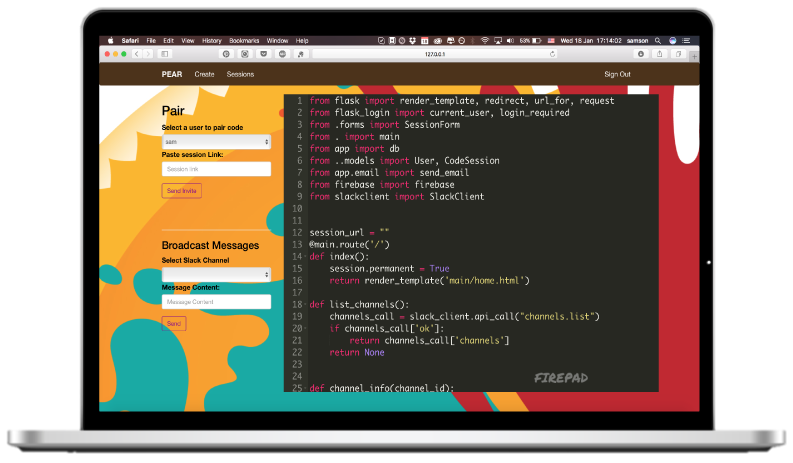 Safari File Edit View History Bookmarks Window Help 53% Wed 18 Jan 17:14:02 samson
127.0.0.1
PEAR Create Sessions Sign Out
Pair
Select a user to pair code
sam
Paste session Link:
Session link
Send Invite
Broadcast Messages
Select Slack Channel
Message Content:
Message Content
Send
1 from flask import render_template, redirect, url_for, request
2 from flask_login import current_user, login_required
3 from .forms import SessionForm
4 from . import main
5 from app import db
6 from ..models import User, CodeSession
7 from app.email import send_email
8 from firebase import firebase
9 from slackclient import SlackClient
10
11
12 session_url = ""
13 @main.route('/')
14 def index():
15 session.permanent = True
16 return render_template('main/home.html')
17
18 def list_channels():
19 channels_call = slack_client.api_call("channels.list")
20 if channels_call['ok']:
21 return channels_call['channels']
22 return None
23
24
25 def channel_info(channel_id):
FIREPAD